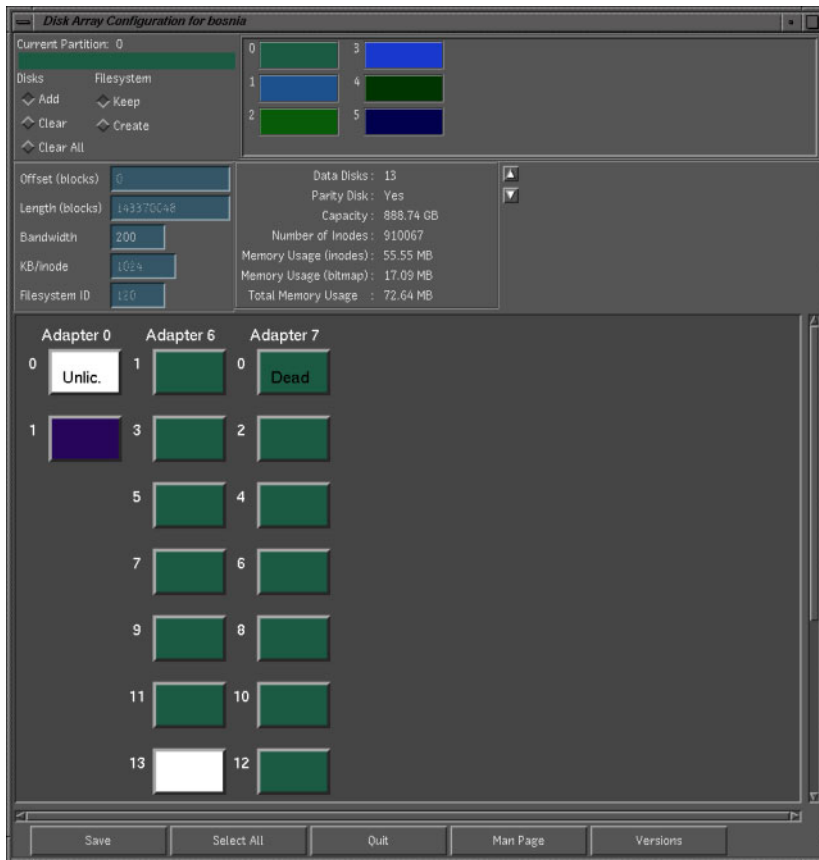 Disk Array Configuration for bosnia
Current Partition: 0
Disks Filesystem
Add Keep
Clear Create
Clear All
0 3
1 4
2 5
Offset (blocks) 0
Length (blocks) 143370048
Bandwidth 200
KB/inode 1024
Filesystem ID 120
Data Disks : 13
Parity Disk : Yes
Capacity : 888.74 GB
Number of Inodes : 910067
Memory Usage (inodes) : 55.55 MB
Memory Usage (bitmap) : 17.09 MB
Total Memory Usage : 72.64 MB
Adapter 0 Adapter 6 Adapter 7
0 Unlic. 1 0 Dead
1 3 2
5 4
7 6
9 8
11 10
13 12
Save Select All Quit Man Page Versions